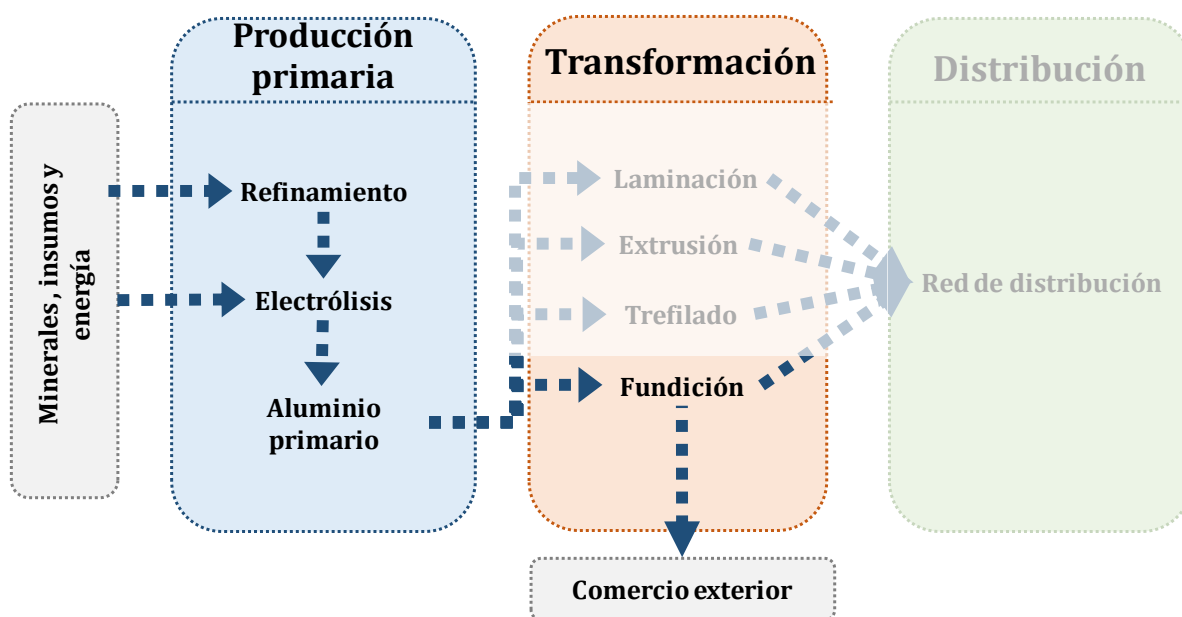 Producción
primaria
Transformación
Distribución
Minerales, insumos y
energía
Refinamiento
Electrólisis
Aluminio
primario
Laminación
Extrusión
Trefilado
Fundición
Red de distribución
Comercio exterior